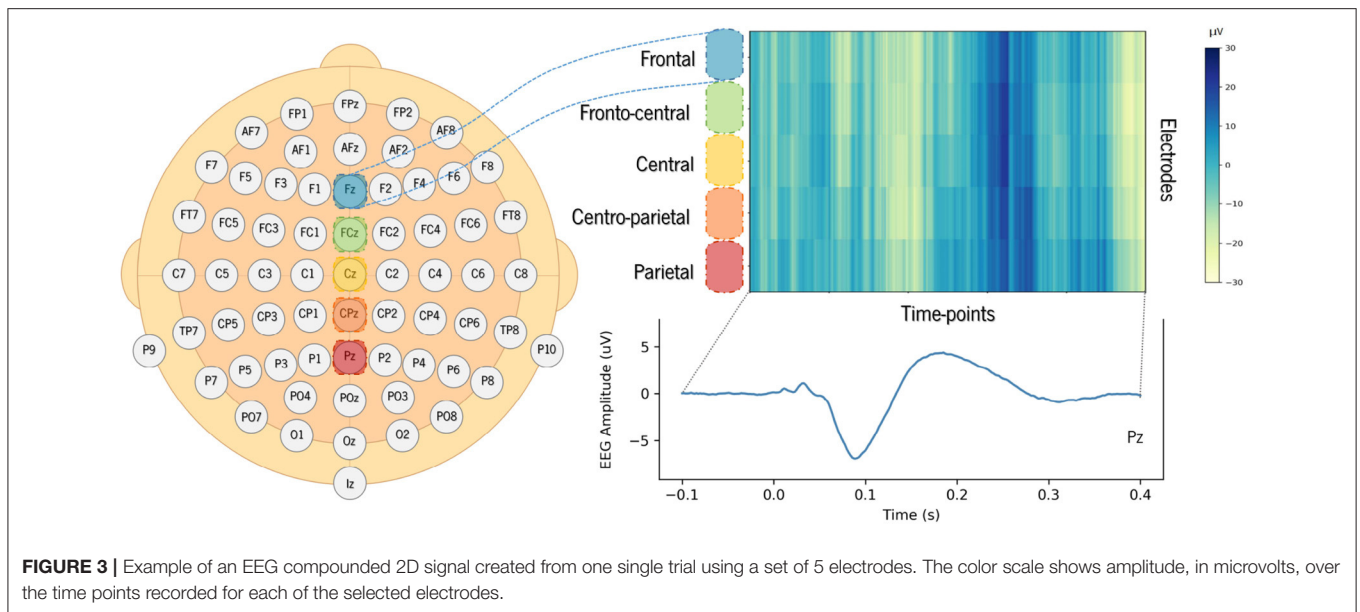 FPz
FP1 FP2
AF7 AF8
AF1 AFz AF2
F7 F5 F3 F1 Fz F2 F4 F6 F8
FT7 FC5 FC3 FC1 FCz FC2 FC4 FC6 FT8
C7 C5 C3 C1 Cz C2 C4 C6 C8
TP7 CP5 CP3 CP1 CPz CP2 CP4 CP6 TP8
P9 P10
P7 P5 P3 P1 Pz P2 P4 P6 P8
PO7 PO4 POz PO3 PO8
O1 Oz O2
Iz
Frontal
Fronto-central
Central
Centro-parietal
Parietal
Electrodes
Time-points
μV
30
20
10
0
−10
−20
−30
EEG Amplitude (uV)
5
0
−5
Pz
−0.1 0.0 0.1 0.2 0.3 0.4
Time (s)
FIGURE 3 | Example of an EEG compounded 2D signal created from one single trial using a set of 5 electrodes. The color scale shows amplitude, in microvolts, over
the time points recorded for each of the selected electrodes.